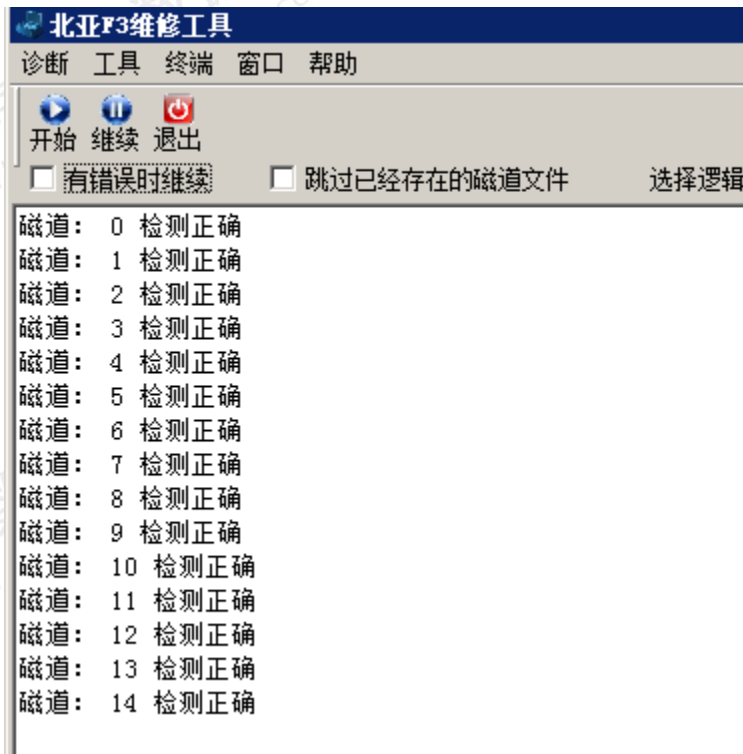 北亚F3维修工具
诊断 工具 终端 窗口 帮助
开始 继续 退出
有错误时继续 跳过已经存在的磁道文件 选择逻辑
磁道： 0 检测正确
磁道： 1 检测正确
磁道： 2 检测正确
磁道： 3 检测正确
磁道： 4 检测正确
磁道： 5 检测正确
磁道： 6 检测正确
磁道： 7 检测正确
磁道： 8 检测正确
磁道： 9 检测正确
磁道： 10 检测正确
磁道： 11 检测正确
磁道： 12 检测正确
磁道： 13 检测正确
磁道： 14 检测正确